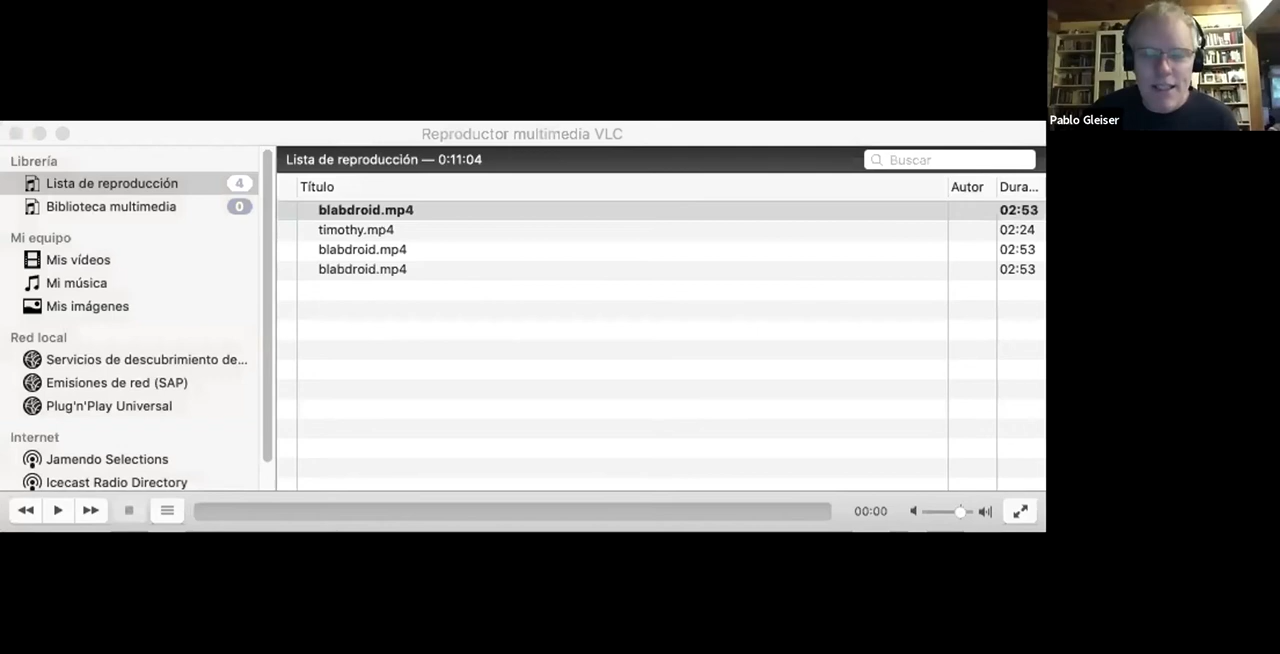 Pablo Gleiser
Reproductor multimedia VLC
Librería
Lista de reproducción 4
Biblioteca multimedia 0
Mi equipo
Mis vídeos
Mi música
Mis imágenes
Red local
Servicios de descubrimiento de...
Emisiones de red (SAP)
Plug'n'Play Universal
Internet
Jamendo Selections
Icecast Radio Directory
Lista de reproducción — 0:11:04
Buscar
Título Autor Dura...
blabdroid.mp4 02:53
timothy.mp4 02:24
blabdroid.mp4 02:53
blabdroid.mp4 02:53
00:00